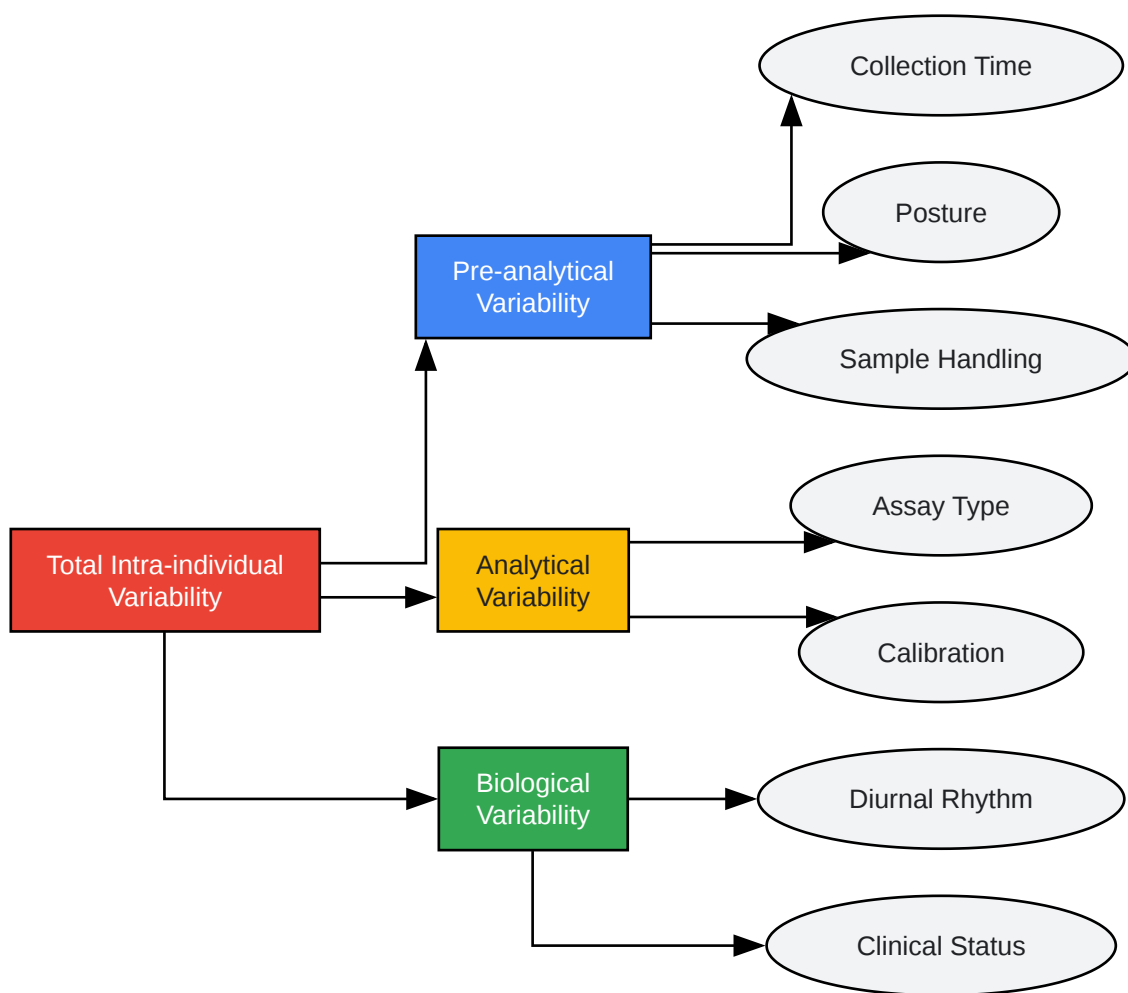 Collection Time
Posture
Pre-analytical
Variability
Sample Handling
Assay Type
Total Intra-individual
Variability
Analytical
Variability
Calibration
Biological
Variability
Diurnal Rhythm
Clinical Status